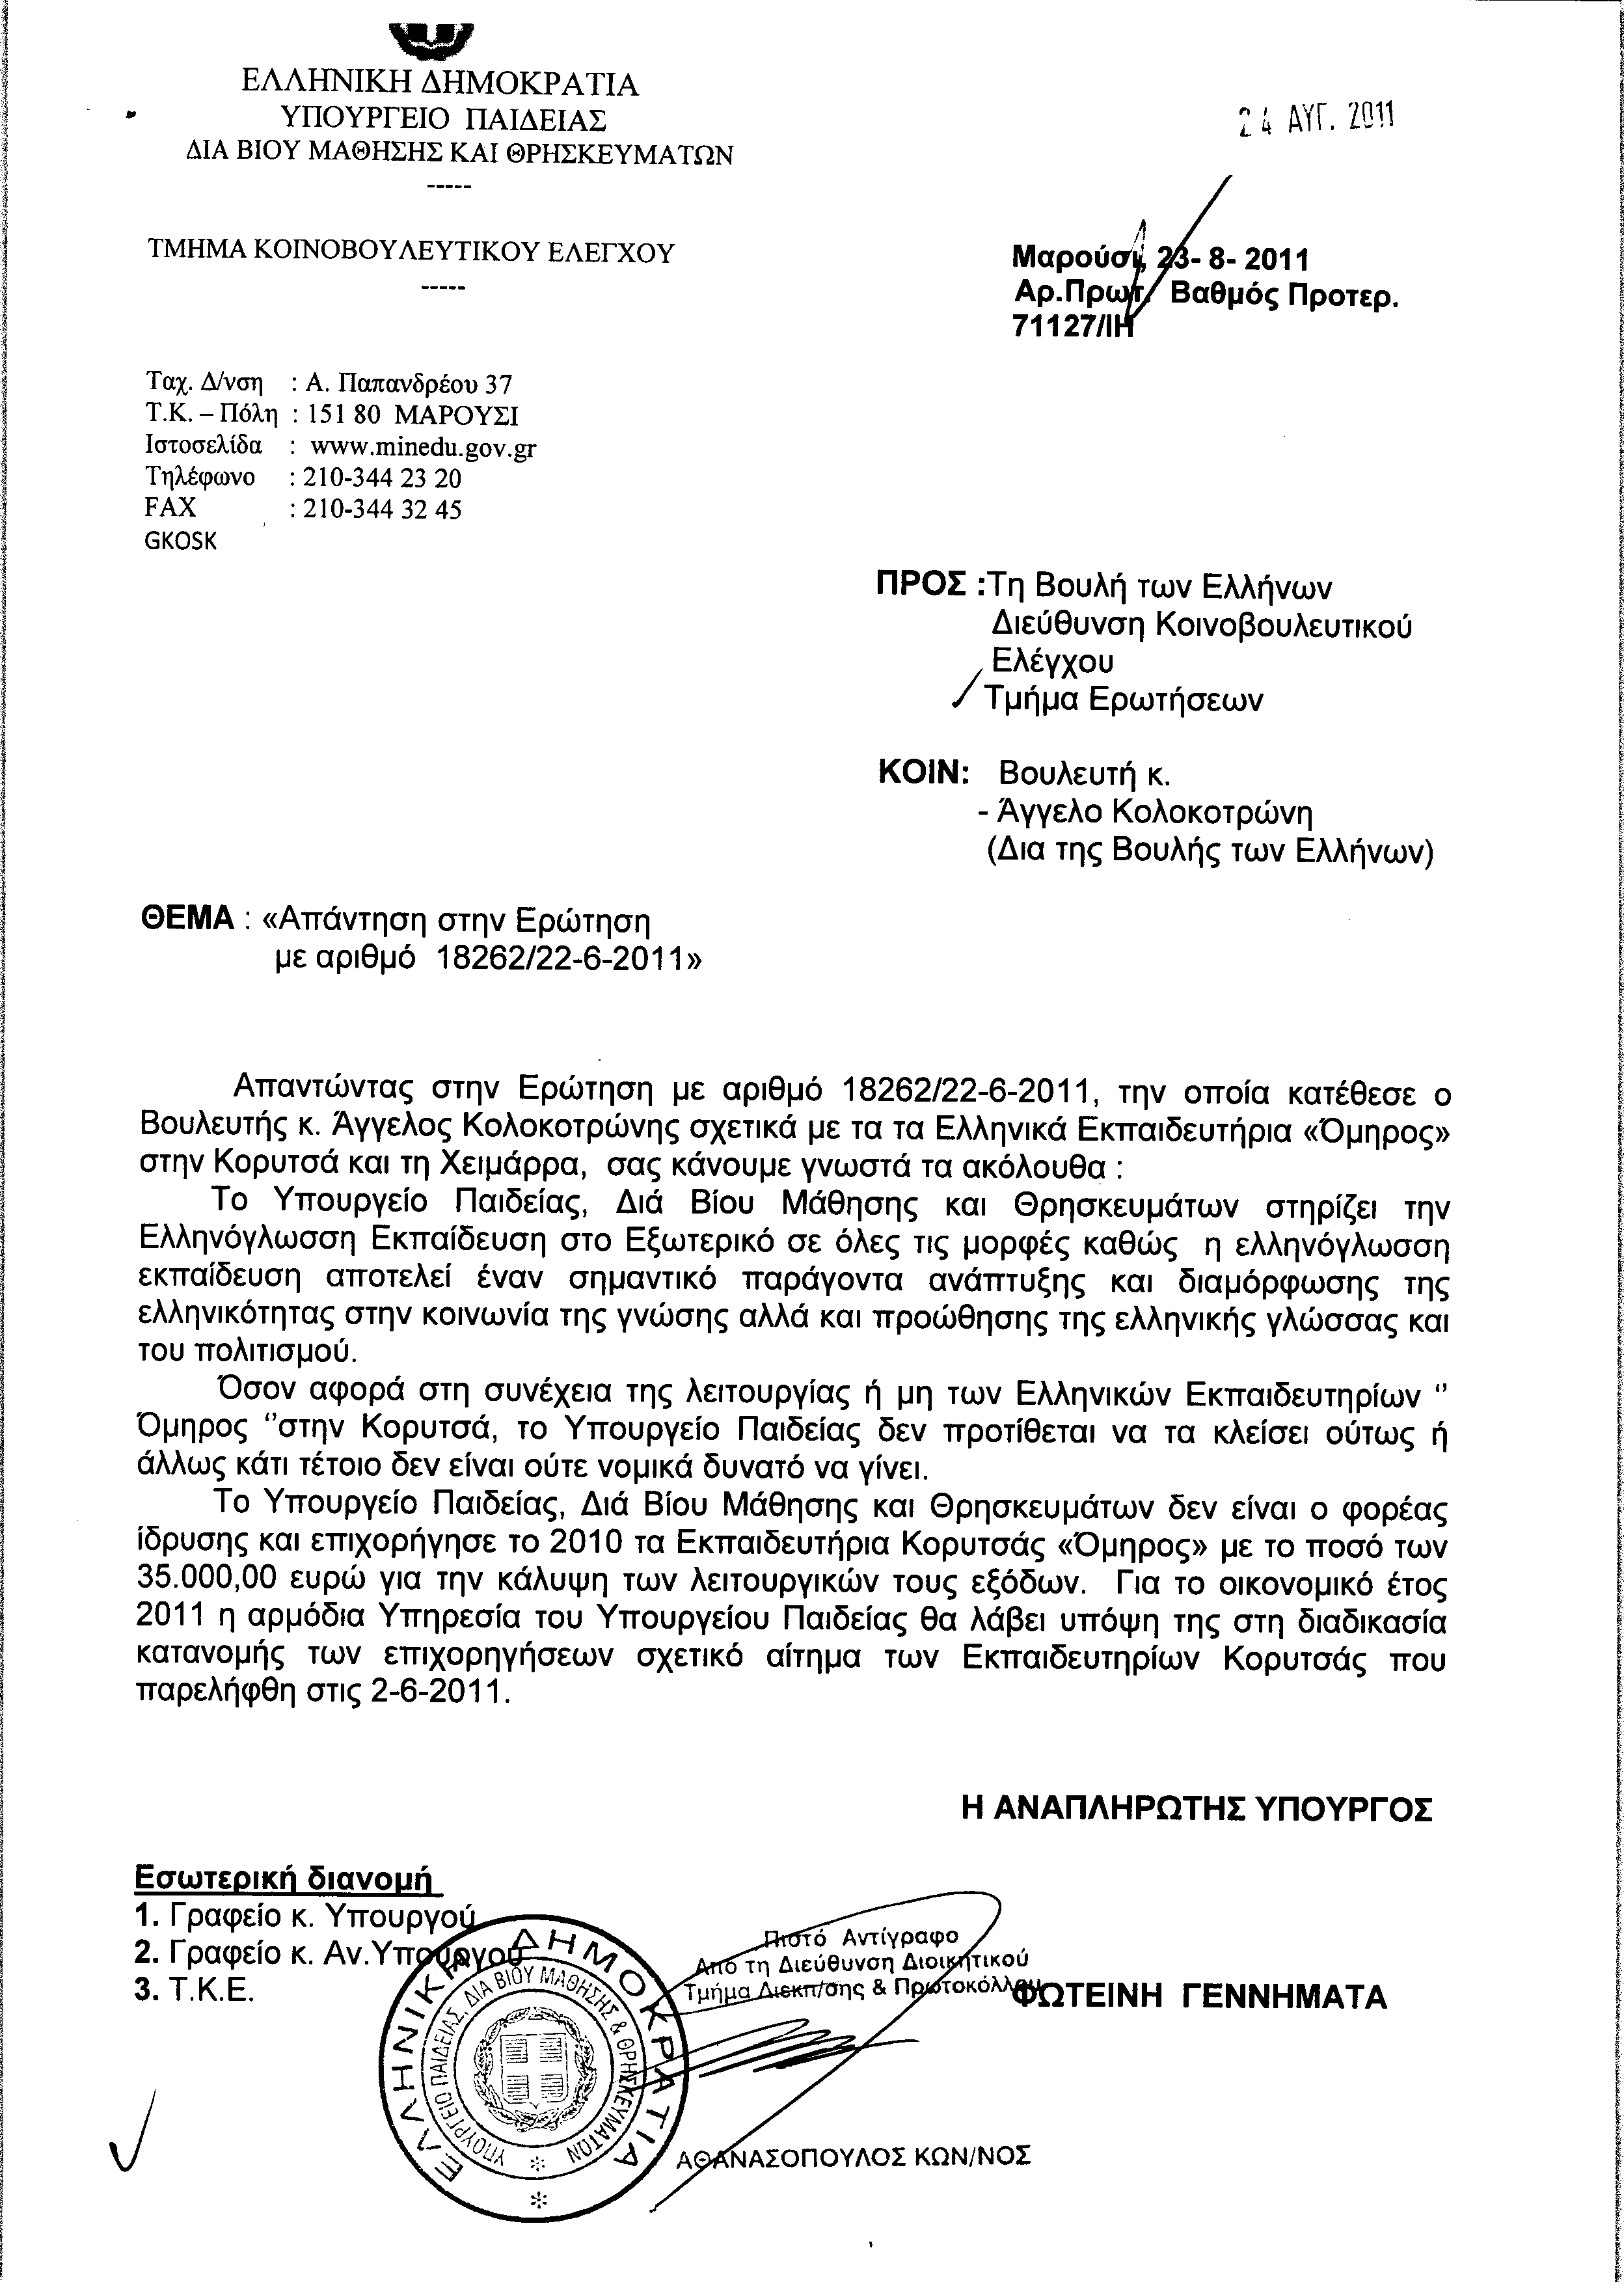 ΕΛΛΗΝΙΚΗ ΔΗΜΟΚΡΑΤΙΑ
ΥΠΟΥΡΓΕΙΟ ΠΑΙΔΕΙΑΣ
ΔΙΑ ΒΙΟΥ ΜΑΘΗΣΗΣ ΚΑΙ ΘΡΗΣΚΕΥΜΑΤΩΝ
-----
24 ΑΥΓ. 2011
ΤΜΗΜΑ ΚΟΙΝΟΒΟΥΛΕΥΤΙΚΟΥ ΕΛΕΓΧΟΥ
-----
Μαρούσι, 23- 8- 2011
Αρ.Πρωτ. Βαθμός Προτερ.
71127/ΙΗ
Ταχ. Δ/νση : Α. Παπανδρέου 37
Τ.Κ. – Πόλη : 151 80 ΜΑΡΟΥΣΙ
Ιστοσελίδα : www.minedu.gov.gr
Τηλέφωνο : 210-344 23 20
FAX : 210-344 32 45
GKOSK
ΠΡΟΣ :Τη Βουλή των Ελλήνων
Διεύθυνση Κοινοβουλευτικού
Ελέγχου
Τμήμα Ερωτήσεων
ΚΟΙΝ: Βουλευτή κ.
- Άγγελο Κολοκοτρώνη
(Δια της Βουλής των Ελλήνων)
ΘΕΜΑ : «Απάντηση στην Ερώτηση
με αριθμό 18262/22-6-2011»
Απαντώντας στην Ερώτηση με αριθμό 18262/22-6-2011, την οποία κατέθεσε ο
Βουλευτής κ. Άγγελος Κολοκοτρώνης σχετικά με τα τα Ελληνικά Εκπαιδευτήρια «Όμηρος»
στην Κορυτσά και τη Χειμάρρα, σας κάνουμε γνωστά τα ακόλουθα :
Το Υπουργείο Παιδείας, Διά Βίου Μάθησης και Θρησκευμάτων στηρίζει την
Ελληνόγλωσση Εκπαίδευση στο Εξωτερικό σε όλες τις μορφές καθώς η ελληνόγλωσση
εκπαίδευση αποτελεί έναν σημαντικό παράγοντα ανάπτυξης και διαμόρφωσης της
ελληνικότητας στην κοινωνία της γνώσης αλλά και προώθησης της ελληνικής γλώσσας και
του πολιτισμού.
Όσον αφορά στη συνέχεια της λειτουργίας ή μη των Ελληνικών Εκπαιδευτηρίων ‘’
Όμηρος ‘’στην Κορυτσά, το Υπουργείο Παιδείας δεν προτίθεται να τα κλείσει ούτως ή
άλλως κάτι τέτοιο δεν είναι ούτε νομικά δυνατό να γίνει.
Το Υπουργείο Παιδείας, Διά Βίου Μάθησης και Θρησκευμάτων δεν είναι ο φορέας
ίδρυσης και επιχορήγησε το 2010 τα Εκπαιδευτήρια Κορυτσάς «Όμηρος» με το ποσό των
35.000,00 ευρώ για την κάλυψη των λειτουργικών τους εξόδων. Για το οικονομικό έτος
2011 η αρμόδια Υπηρεσία του Υπουργείου Παιδείας θα λάβει υπόψη της στη διαδικασία
κατανομής των επιχορηγήσεων σχετικό αίτημα των Εκπαιδευτηρίων Κορυτσάς που
παρελήφθη στις 2-6-2011.
Η ΑΝΑΠΛΗΡΩΤΗΣ ΥΠΟΥΡΓΟΣ
Εσωτερική διανομή
1. Γραφείο κ. Υπουργού
2. Γραφείο κ. Αν.Υπουργού
3. Τ.Κ.Ε.
Πιστό Αντίγραφο
Από τη Διεύθυνση Διοικητικού
Τμήμα Διεκπ/σης & Πρωτοκόλλου
ΦΩΤΕΙΝΗ ΓΕΝΝΗΜΑΤΑ
ΕΛΛΗΝΙΚΗ ΔΗΜΟΚΡΑΤΙΑ
ΥΠΟΥΡΓΕΙΟ ΠΑΙΔΕΙΑΣ, ΔΙΑ ΒΙΟΥ ΜΑΘΗΣΗΣ & ΘΡΗΣΚΕΥΜΑΤΩΝ
ΑΘΑΝΑΣΟΠΟΥΛΟΣ ΚΩΝ/ΝΟΣ